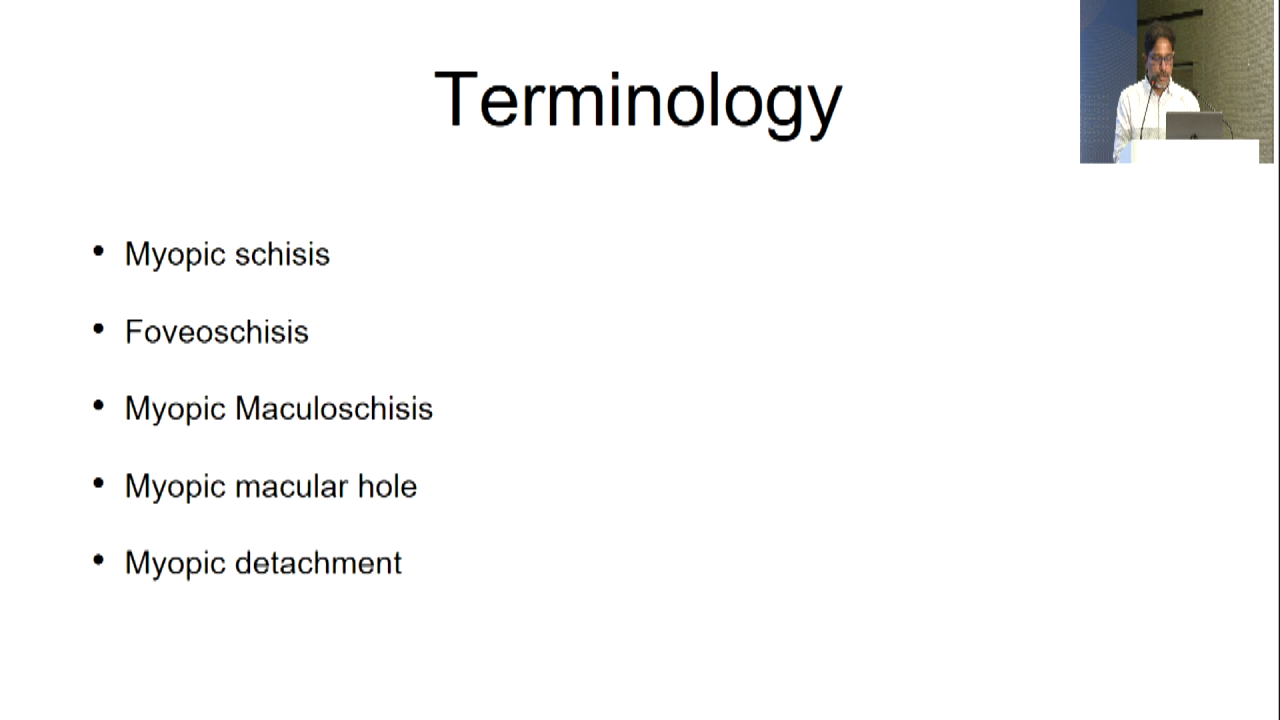 Terminology
• Myopic schisis
• Foveoschisis
• Myopic Maculoschisis
• Myopic macular hole
• Myopic detachment